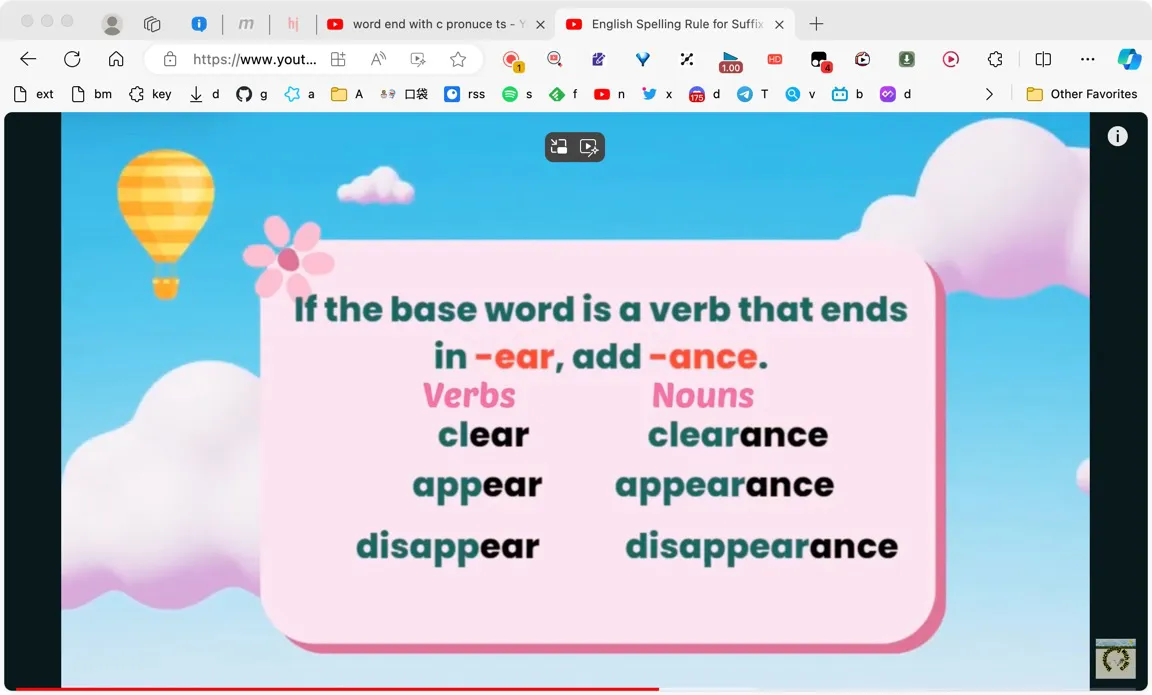 word end with c pronuce ts - Y
English Spelling Rule for Suffix
https://www.yout...
1
1.00
HD
4
ext bm key d g a A 口袋 rss s f n x 175 d T v b d Other Favorites
If the base word is a verb that ends
in -ear, add -ance.
Verbs Nouns
clear clearance
appear appearance
disappear disappearance